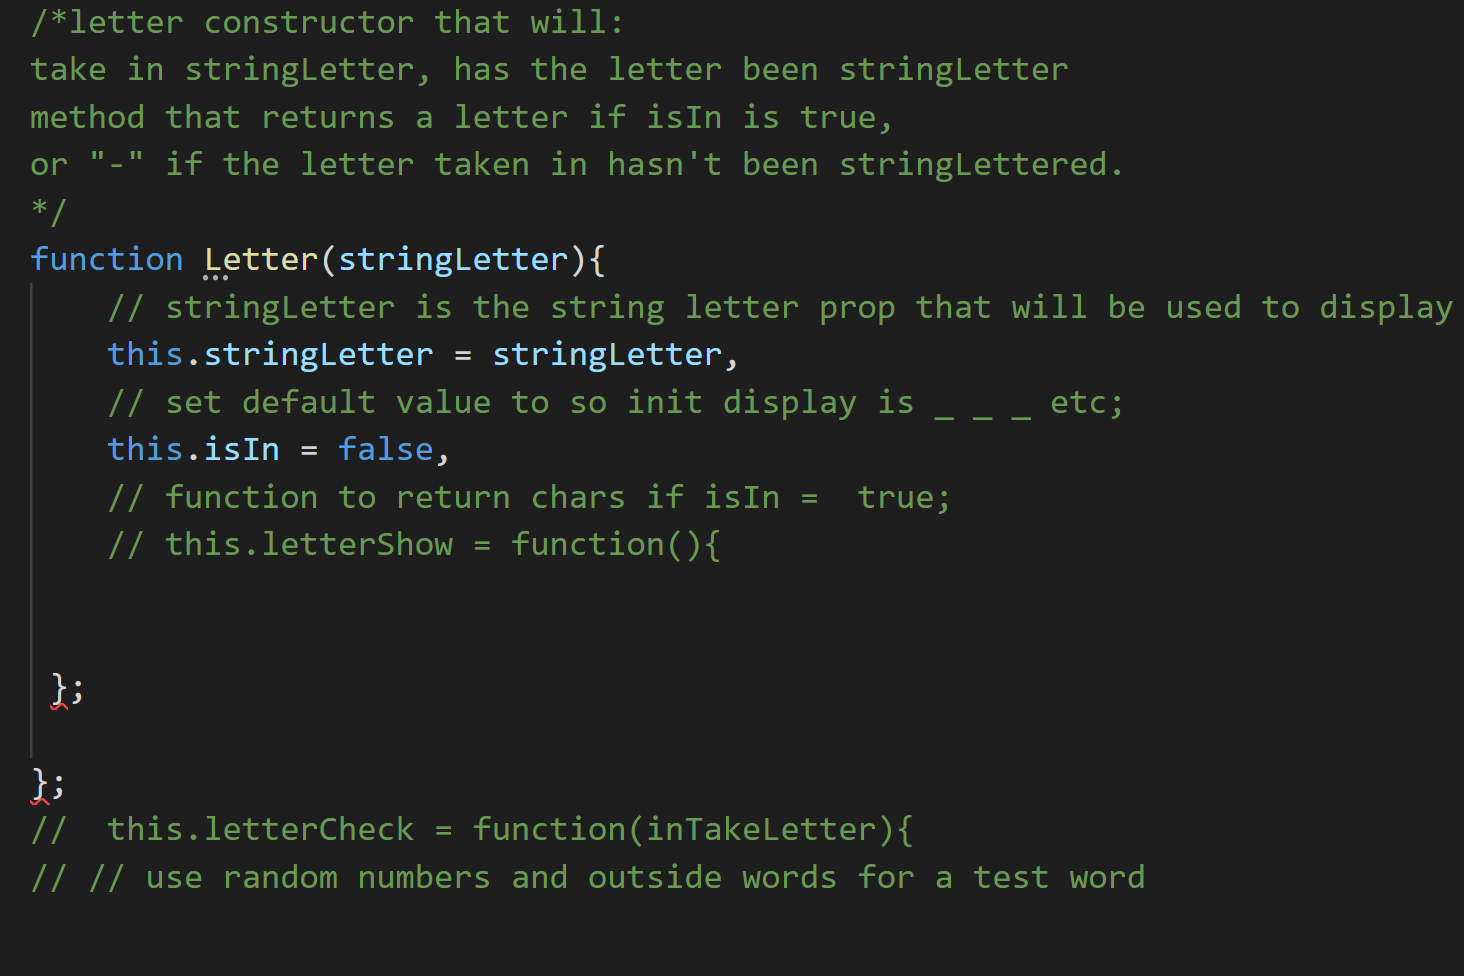 /*letter constructor that will:
take in stringLetter, has the letter been stringLetter
method that returns a letter if isIn is true,
or "-" if the letter taken in hasn't been stringLettered.
*/
function Letter(stringLetter){
// stringLetter is the string letter prop that will be used to display
this.stringLetter = stringLetter,
// set default value to so init display is _ _ _ etc;
this.isIn = false,
// function to return chars if isIn =  true;
// this.letterShow = function(){
};
};
//  this.letterCheck = function(inTakeLetter){
// // use random numbers and outside words for a test word